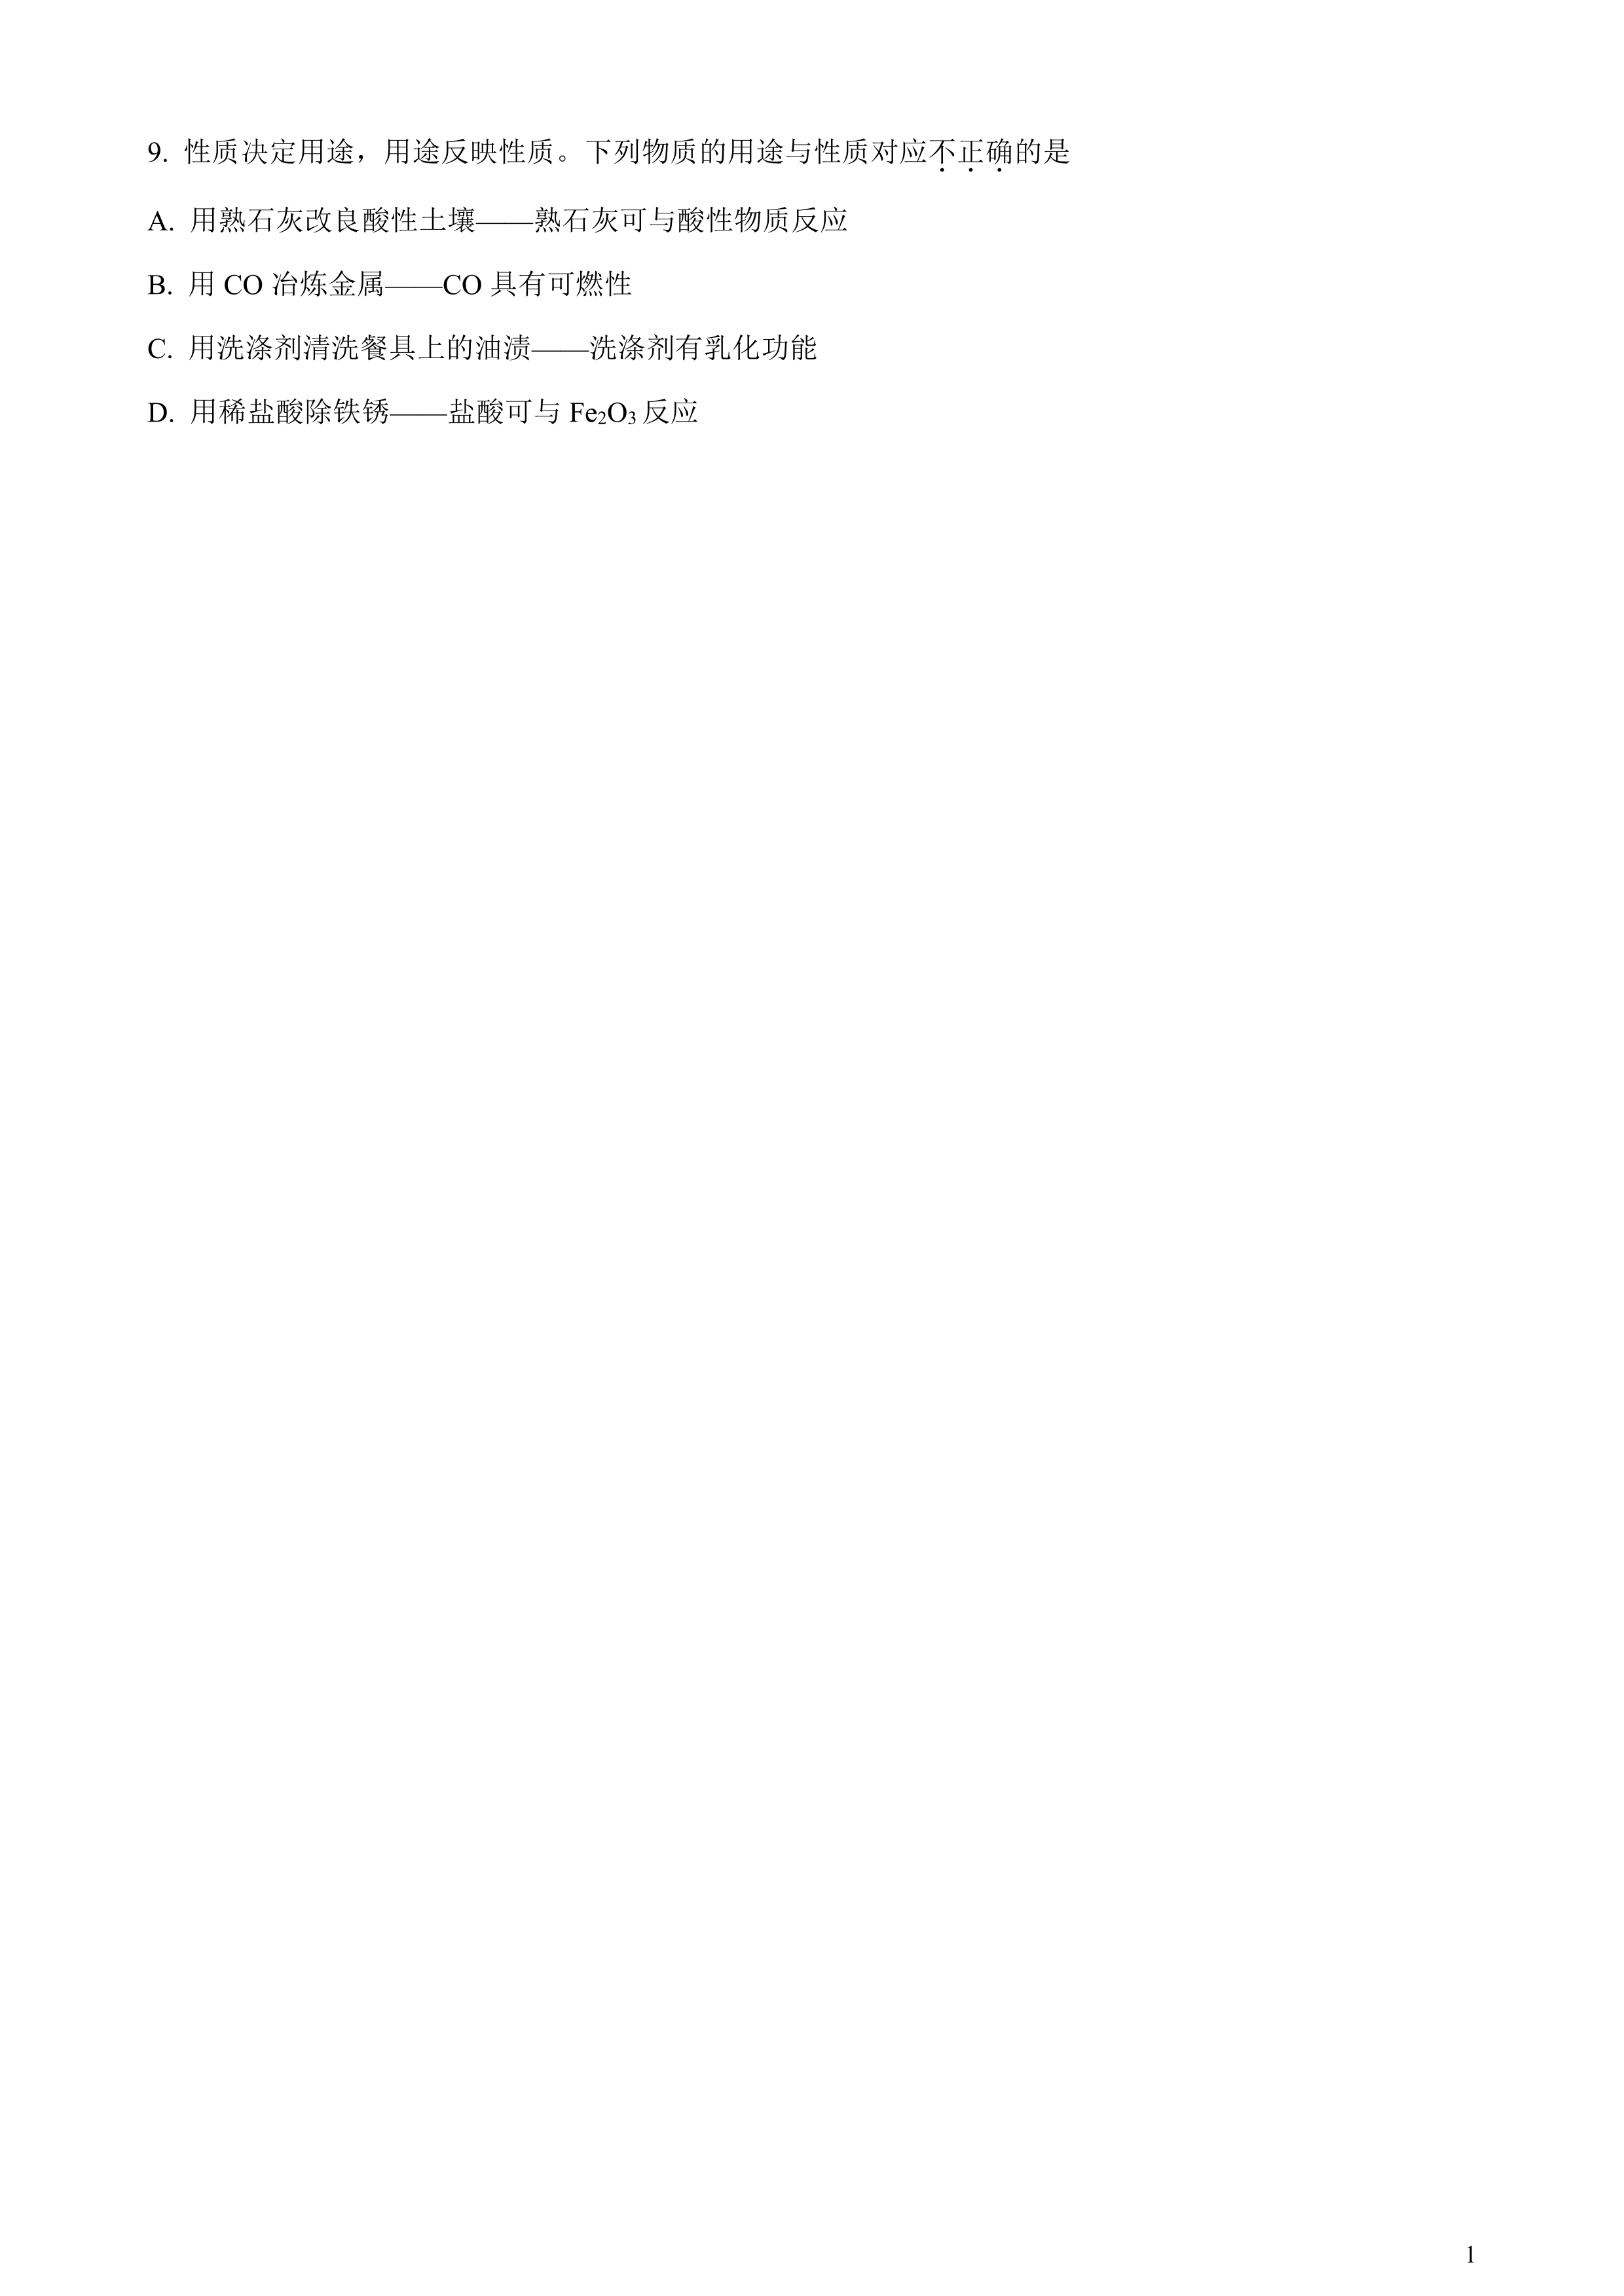 9. 性质决定用途，用途反映性质。下列物质的用途与性质对应不正确的是
A. 用熟石灰改良酸性土壤——熟石灰可与酸性物质反应
B. 用 CO 冶炼金属——CO 具有可燃性
C. 用洗涤剂清洗餐具上的油渍——洗涤剂有乳化功能
D. 用稀盐酸除铁锈——盐酸可与 Fe₂O₃ 反应
1